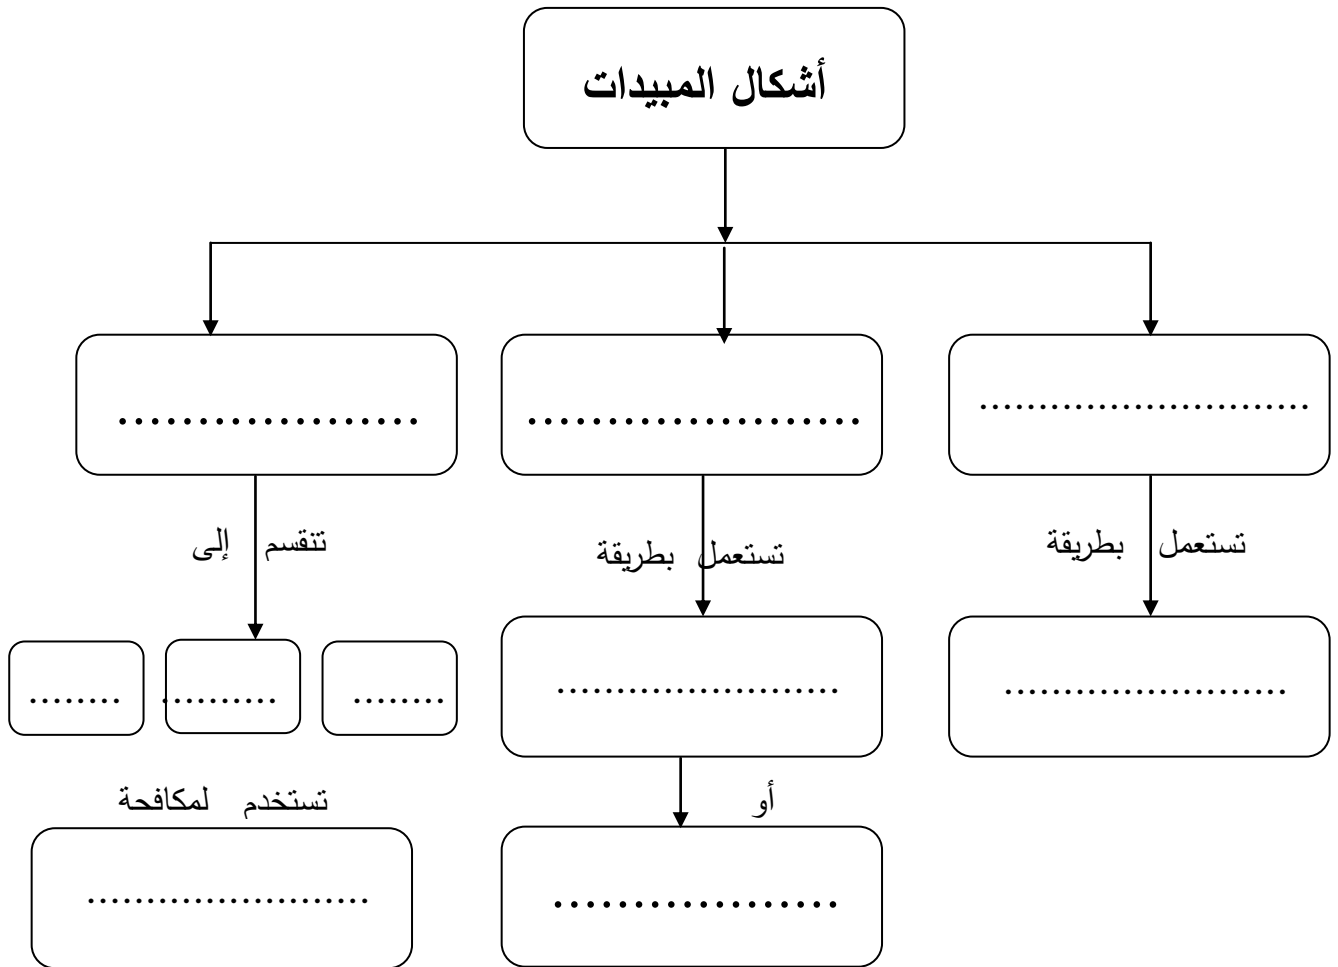 أشكال المبيدات
...........................
....................
...................
تستعمل بطريقة
تستعمل بطريقة
تنقسم إلى
.......................
.......................
........
..........
........
أو
تستخدم لمكافحة
..................
.......................